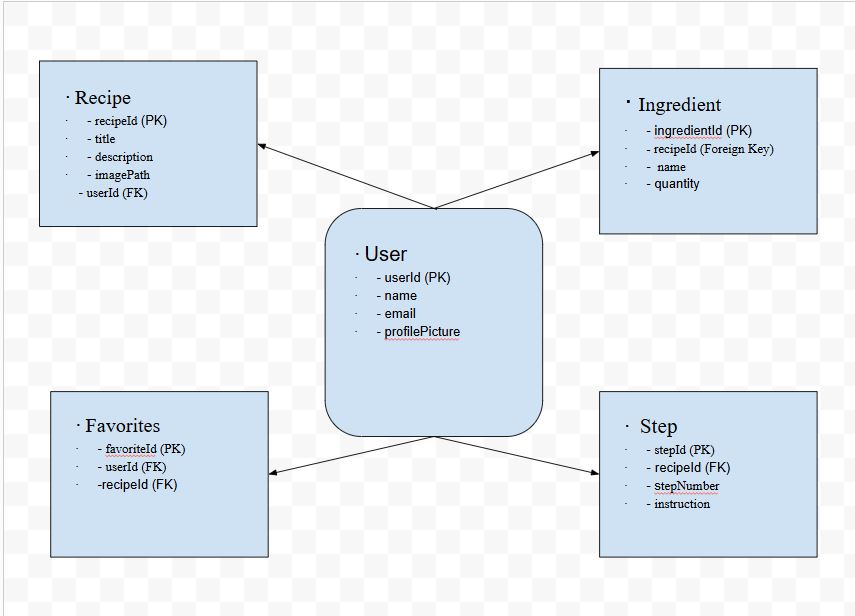 · Recipe
· - recipeId (PK)
· - title
· - description
· - imagePath
- userId (FK)
· Ingredient
· - ingredientId (PK)
· - recipeId (Foreign Key)
· - name
· - quantity
· User
· - userId (PK)
· - name
· - email
· - profilePicture
· Favorites
· - favoriteId (PK)
· - userId (FK)
· -recipeId (FK)
· Step
· - stepId (PK)
· - recipeId (FK)
· - stepNumber
· - instruction